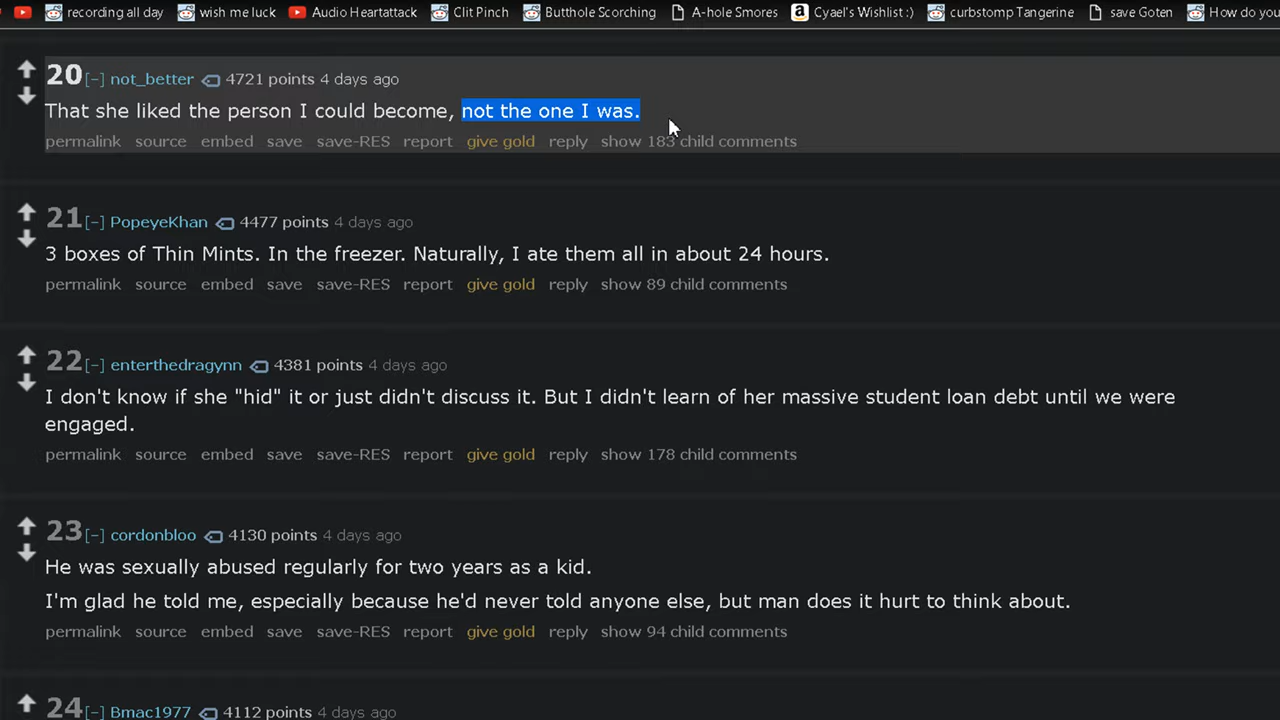 recording all day wish me luck Audio Heartattack Clit Pinch Butthole Scorching A-hole Smores Cyael's Wishlist :) curbstomp Tangerine save Goten How do you
20 [-] not_better 4721 points 4 days ago
That she liked the person I could become, not the one I was.
permalink source embed save save-RES report give gold reply show 183 child comments
21 [-] PopeyeKhan 4477 points 4 days ago
3 boxes of Thin Mints. In the freezer. Naturally, I ate them all in about 24 hours.
permalink source embed save save-RES report give gold reply show 89 child comments
22 [-] enterthedragynn 4381 points 4 days ago
I don't know if she "hid" it or just didn't discuss it. But I didn't learn of her massive student loan debt until we were
engaged.
permalink source embed save save-RES report give gold reply show 178 child comments
23 [-] cordonbloo 4130 points 4 days ago
He was sexually abused regularly for two years as a kid.
I'm glad he told me, especially because he'd never told anyone else, but man does it hurt to think about.
permalink source embed save save-RES report give gold reply show 94 child comments
24 [-] Bmac1977 4112 points 4 days ago